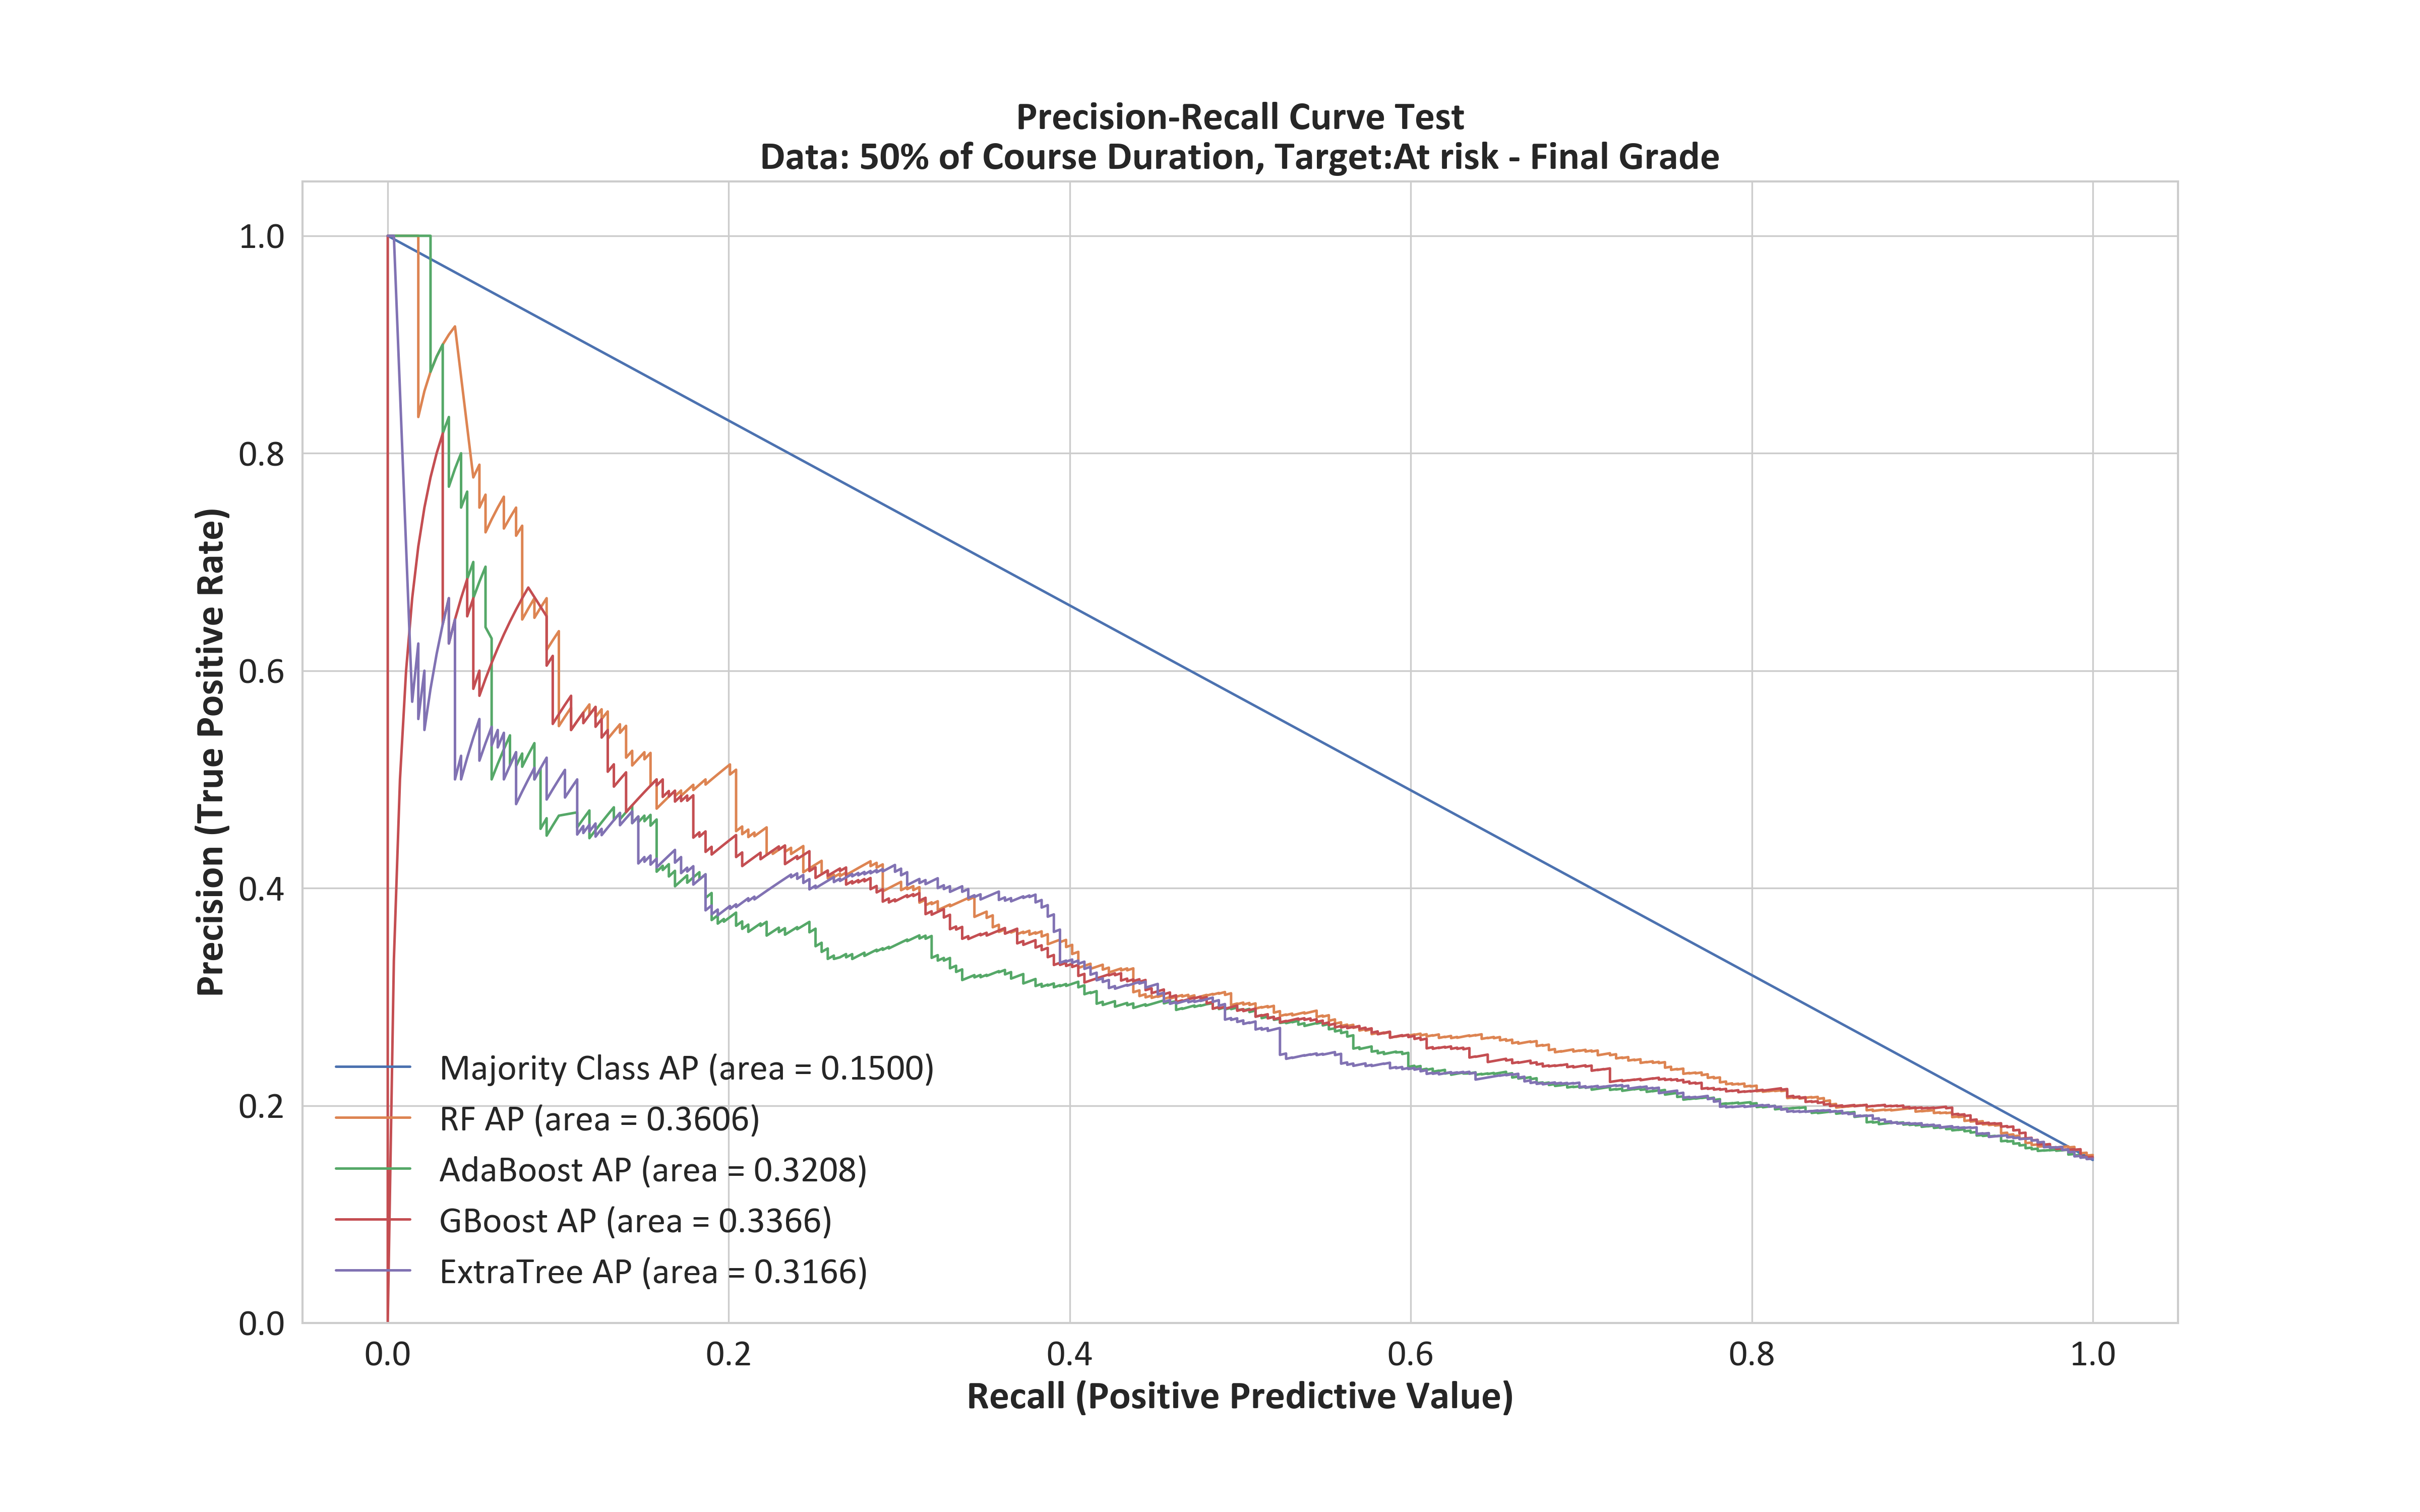 Precision-Recall Curve Test
Data: 50% of Course Duration, Target:At risk - Final Grade
Precision (True Positive Rate)
1.0
0.8
0.6
0.4
0.2
0.0
Majority Class AP (area = 0.1500)
RF AP (area = 0.3606)
AdaBoost AP (area = 0.3208)
GBoost AP (area = 0.3366)
ExtraTree AP (area = 0.3166)
0.0 0.2 0.4 0.6 0.8 1.0
Recall (Positive Predictive Value)